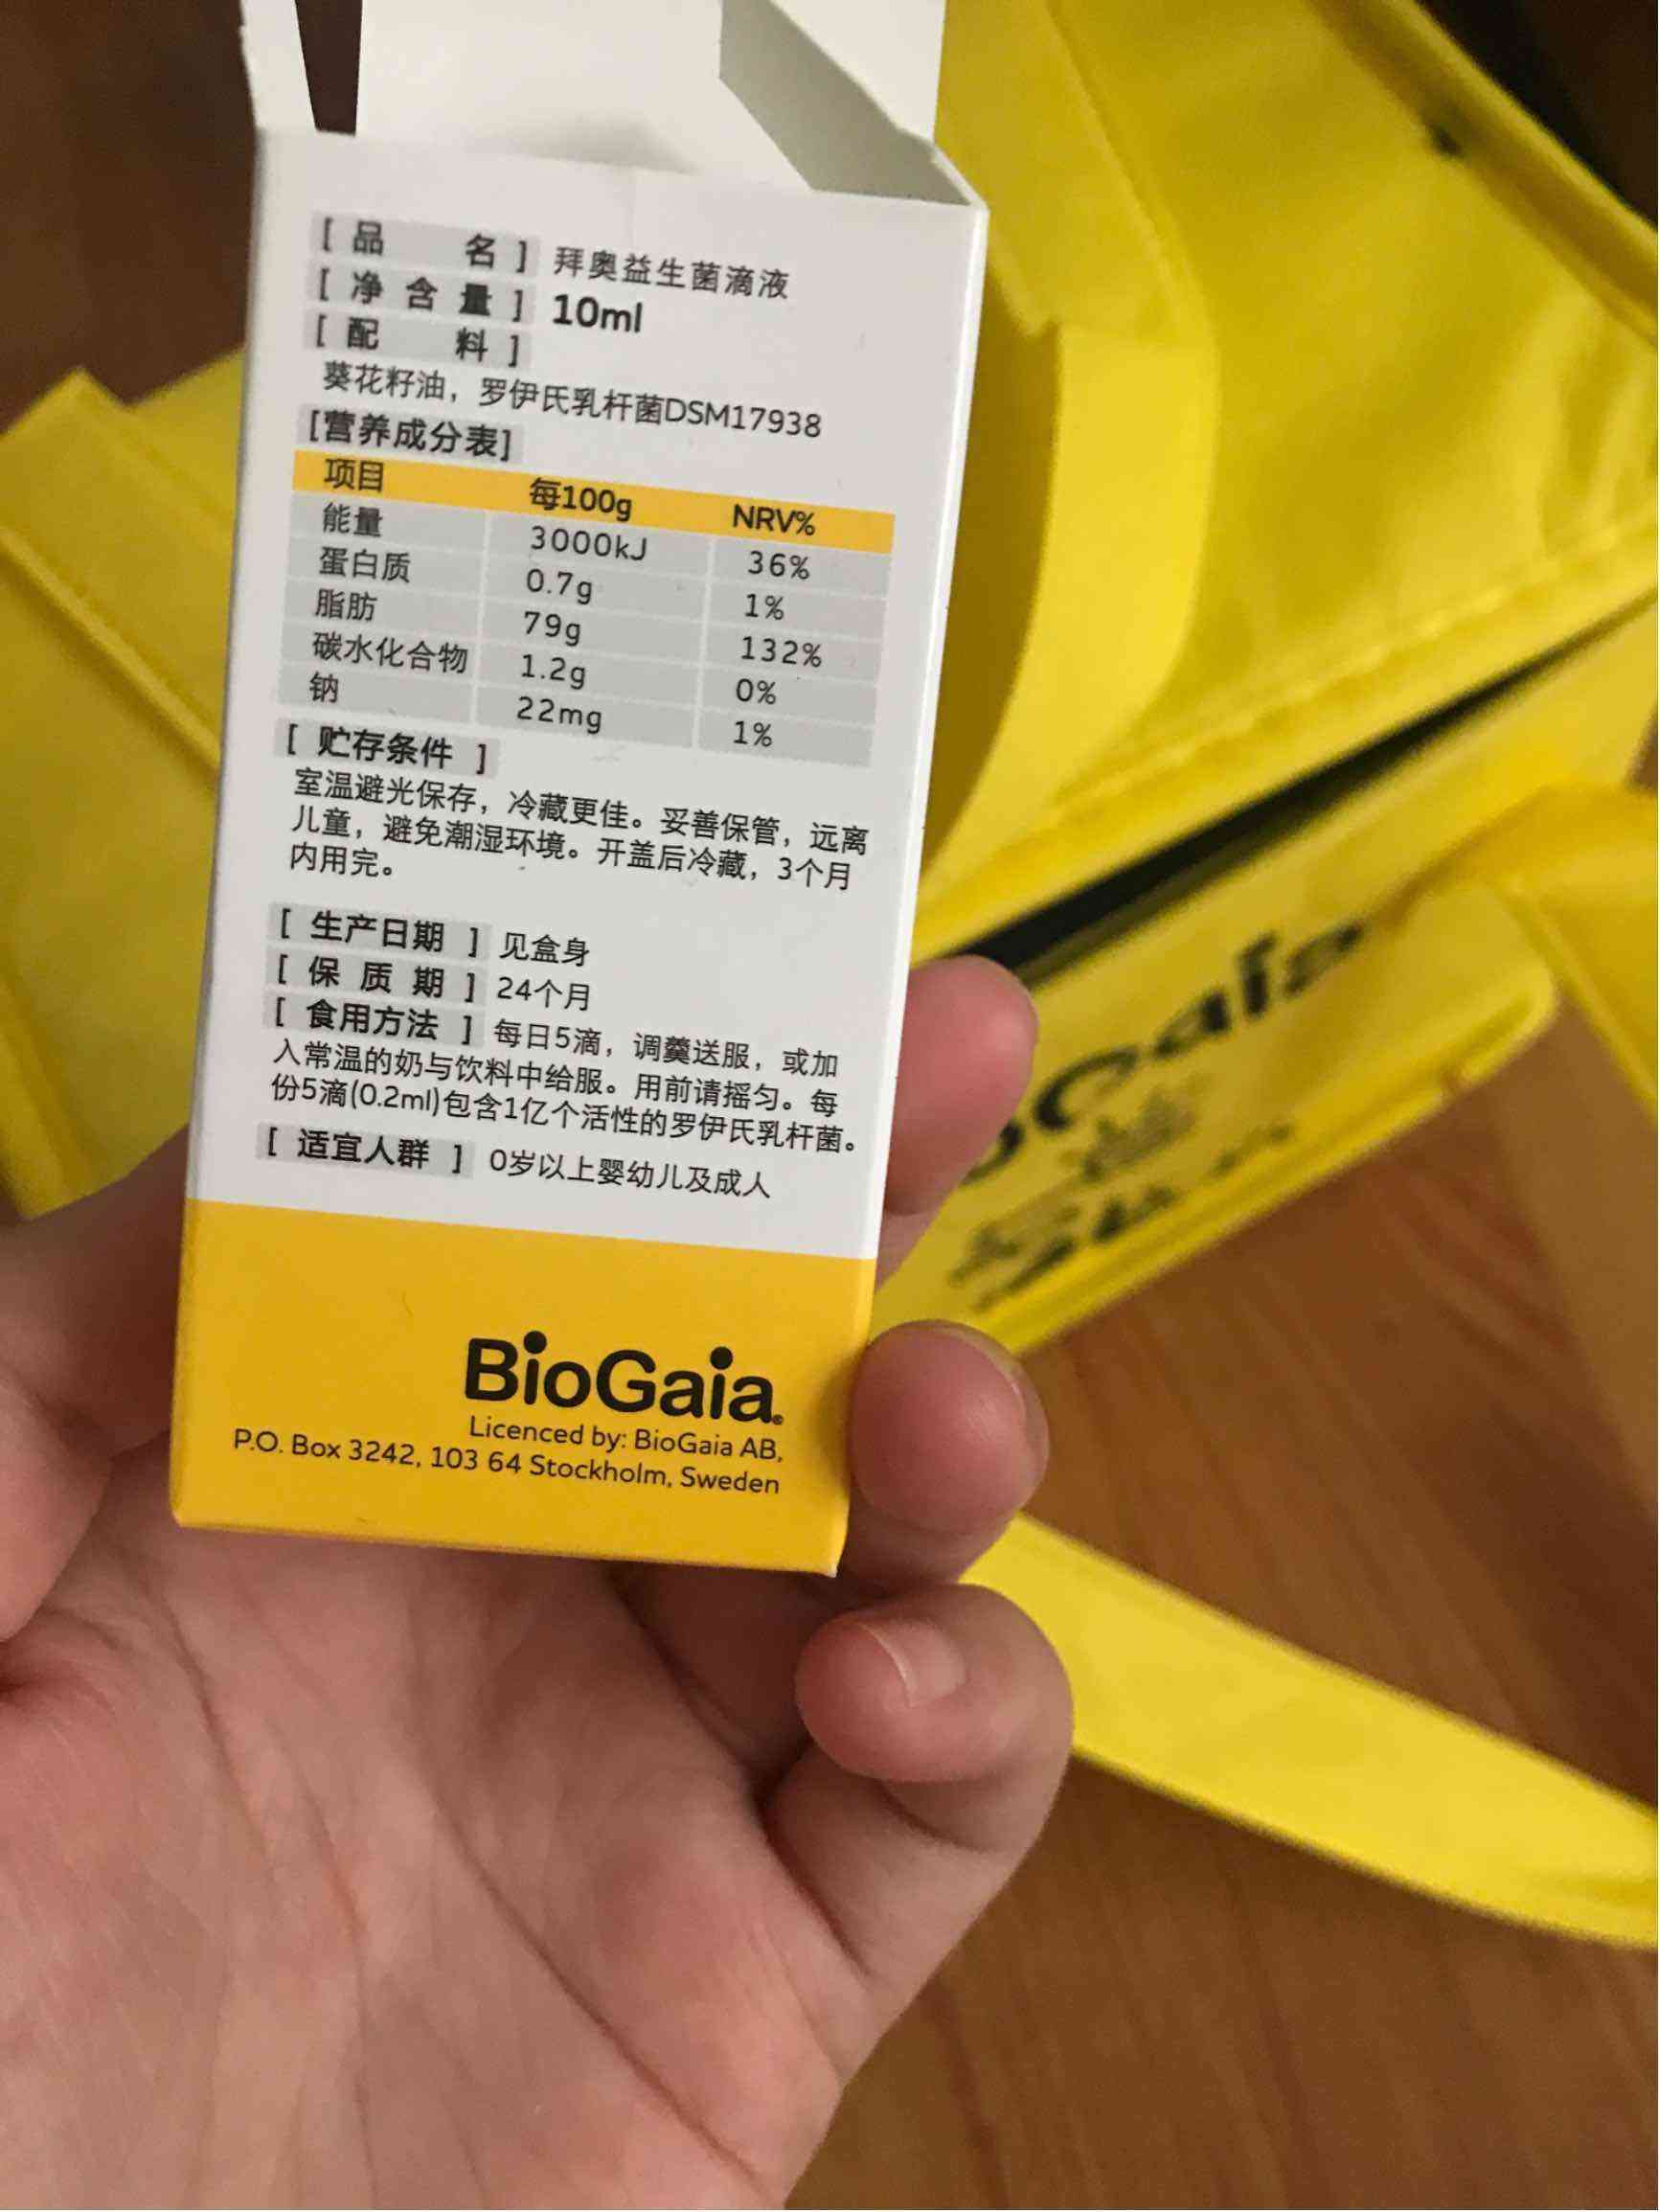 [ 品 名 ] 拜奥益生菌滴液
[ 净 含 量 ] 10ml
[ 配 料 ]
葵花籽油，罗伊氏乳杆菌DSM17938
[营养成分表]
项目 每100g NRV%
能量 3000kJ 36%
蛋白质 0.7g 1%
脂肪 79g 132%
碳水化合物 1.2g 0%
钠 22mg 1%
[ 贮存条件 ]
室温避光保存，冷藏更佳。妥善保管，远离
儿童，避免潮湿环境。开盖后冷藏，3个月
内用完。
[ 生产日期 ] 见盒身
[ 保 质 期 ] 24个月
[ 食用方法 ] 每日5滴，调羹送服，或加
入常温的奶与饮料中给服。用前请摇匀。每
份5滴(0.2ml)包含1亿个活性的罗伊氏乳杆菌。
[ 适宜人群 ] 0岁以上婴幼儿及成人
BioGaia®
Licenced by: BioGaia AB,
P.O. Box 3242, 103 64 Stockholm, Sweden